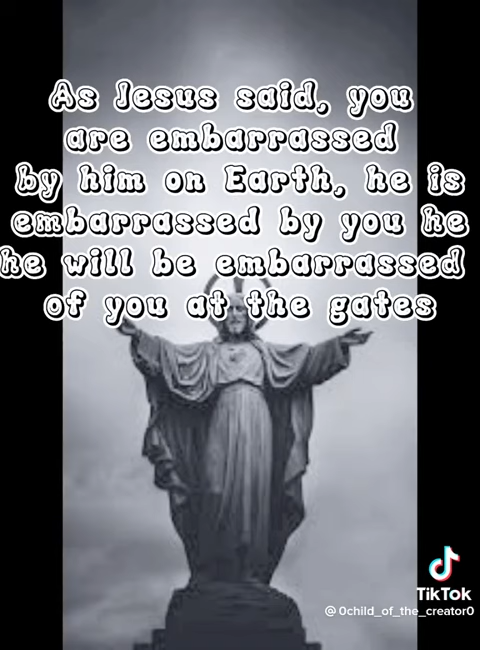 As Jesus said, you
are embarrassed
by him on Earth, he is
embarrassed by you he
he will be embarrassed
of you at the gates
TikTok
@0child_of_the_creator0